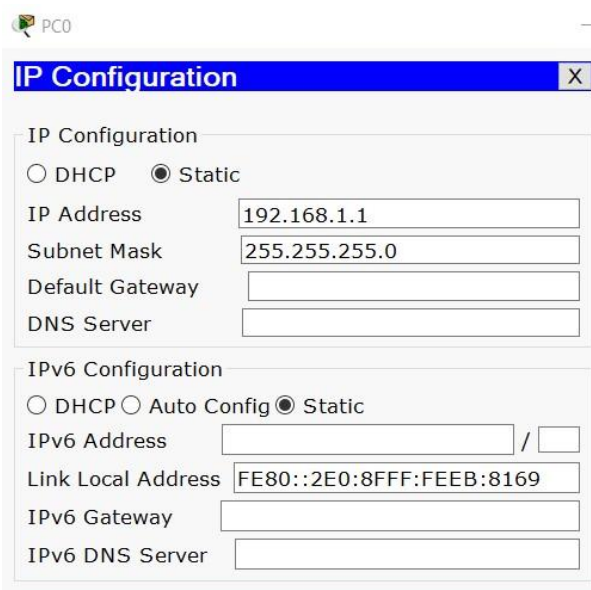 PC0
IP Configuration X
IP Configuration
DHCP Static
IP Address 192.168.1.1
Subnet Mask 255.255.255.0
Default Gateway
DNS Server
IPv6 Configuration
DHCP Auto Config Static
IPv6 Address /
Link Local Address FE80::2E0:8FFF:FEEB:8169
IPv6 Gateway
IPv6 DNS Server